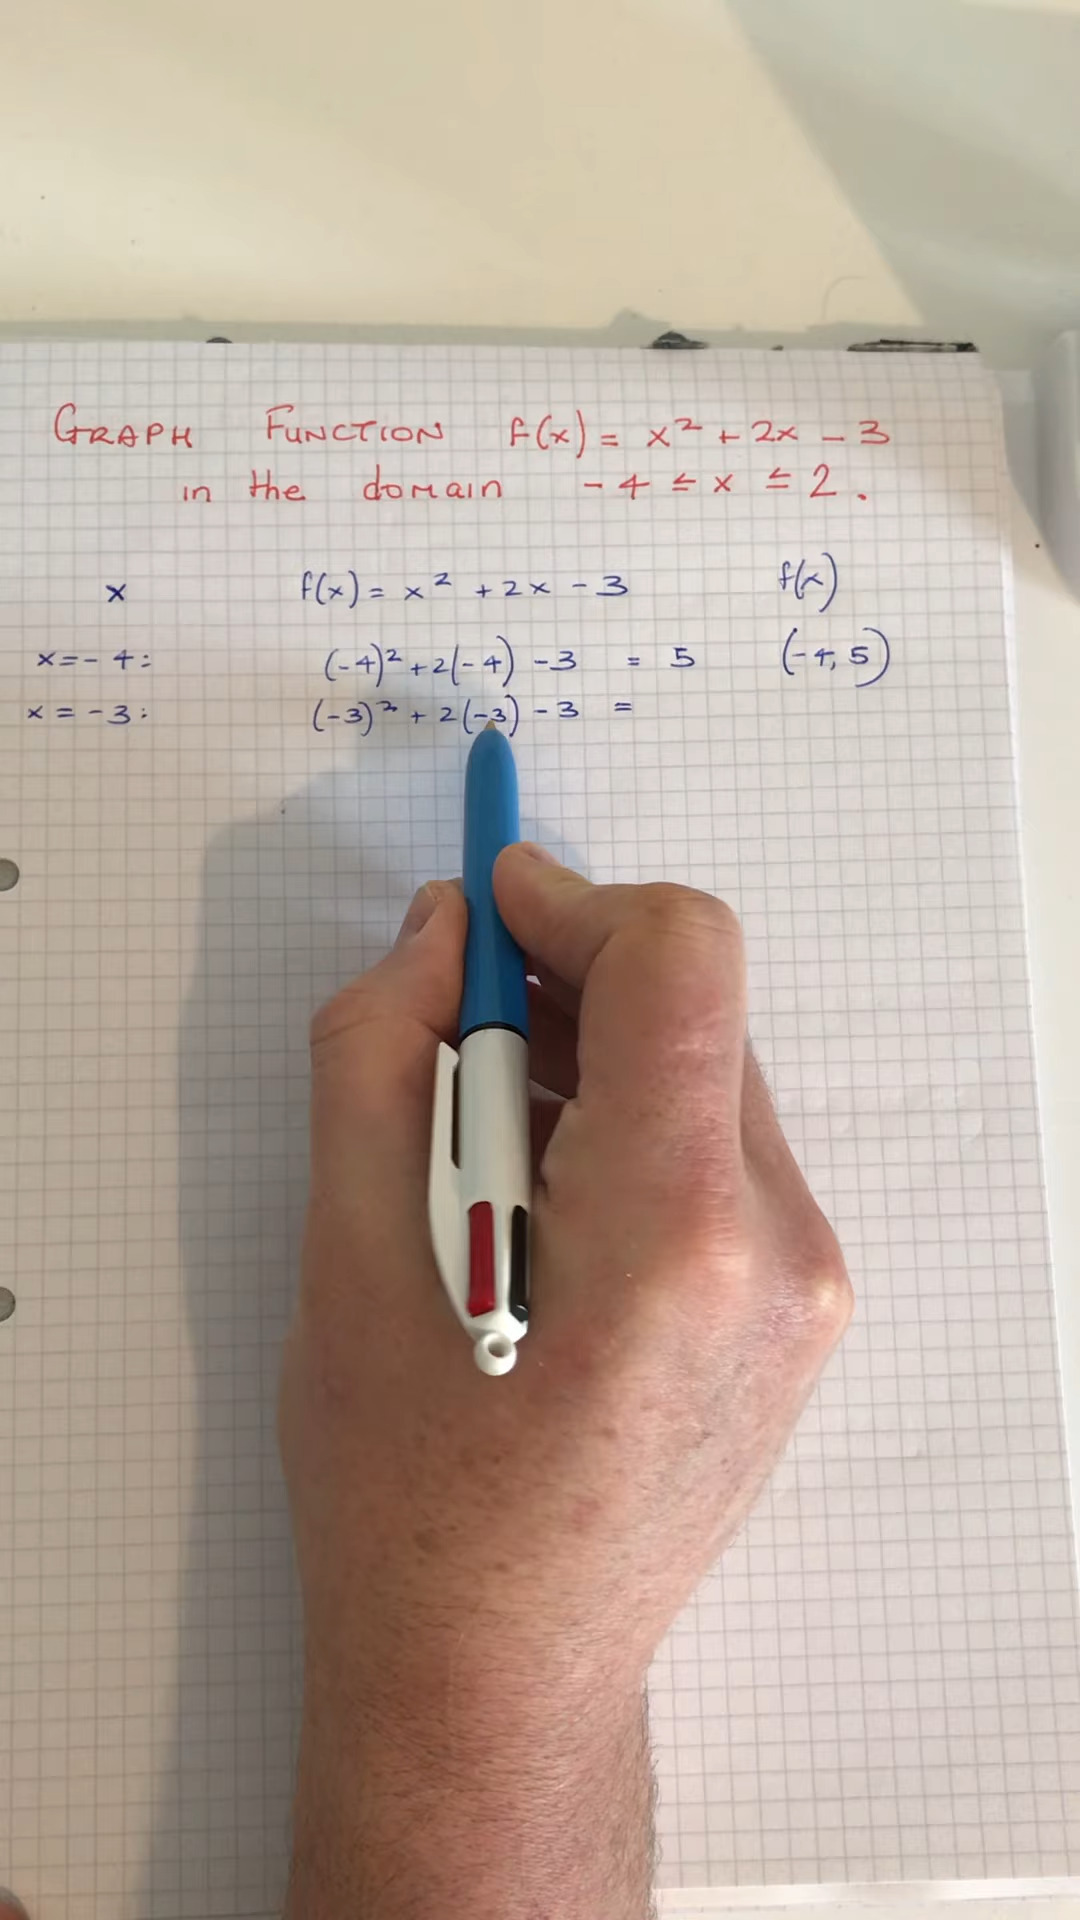 GRAPH FUNCTION f(x) = x² + 2x - 3
in the domain -4 ≤ x ≤ 2.
x f(x) = x² + 2x - 3 f(x)
x = -4: (-4)² + 2(-4) - 3 = 5 (-4, 5)
x = -3: (-3)² + 2(-3) - 3 =